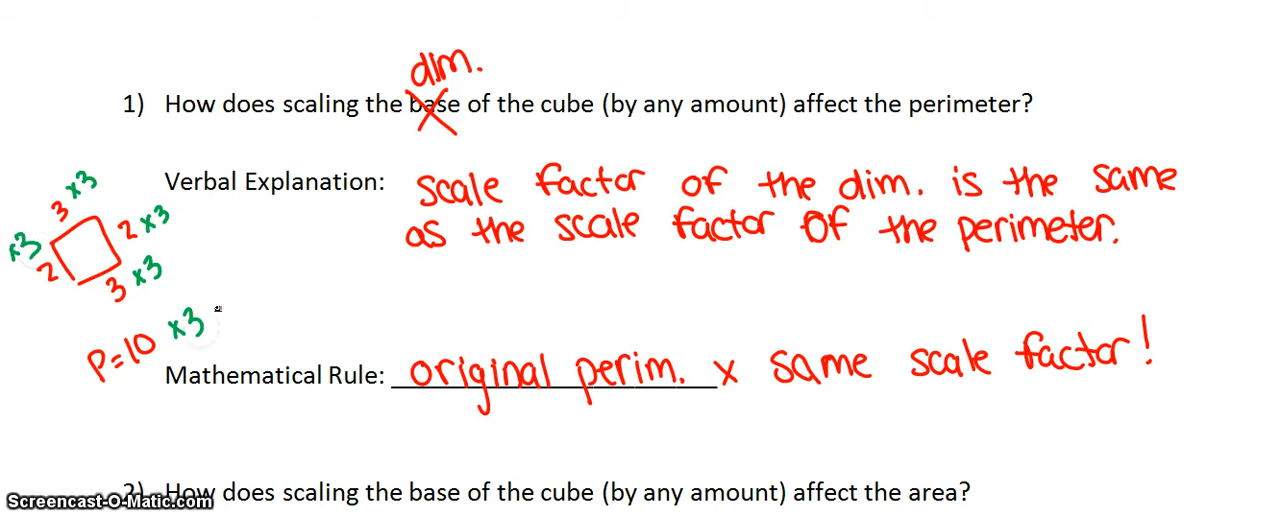 dim.
1) How does scaling the base of the cube (by any amount) affect the perimeter?
Verbal Explanation: scale factor of the dim. is the same
as the scale factor of the perimeter.
3 x3
2 x3
x3
2
3 x3
P=10 x3
Mathematical Rule: original perim. x same scale factor!
2) How does scaling the base of the cube (by any amount) affect the area?
Screencast-O-Matic.com